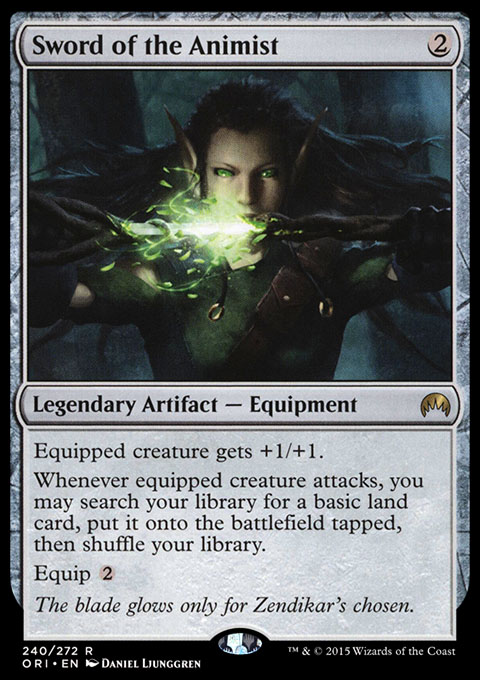 Sword of the Animist 2
Legendary Artifact — Equipment
Equipped creature gets +1/+1.
Whenever equipped creature attacks, you
may search your library for a basic land
card, put it onto the battlefield tapped,
then shuffle your library.
Equip 2
The blade glows only for Zendikar's chosen.
240/272 R
ORI • EN Daniel Ljunggren
™ & © 2015 Wizards of the Coast